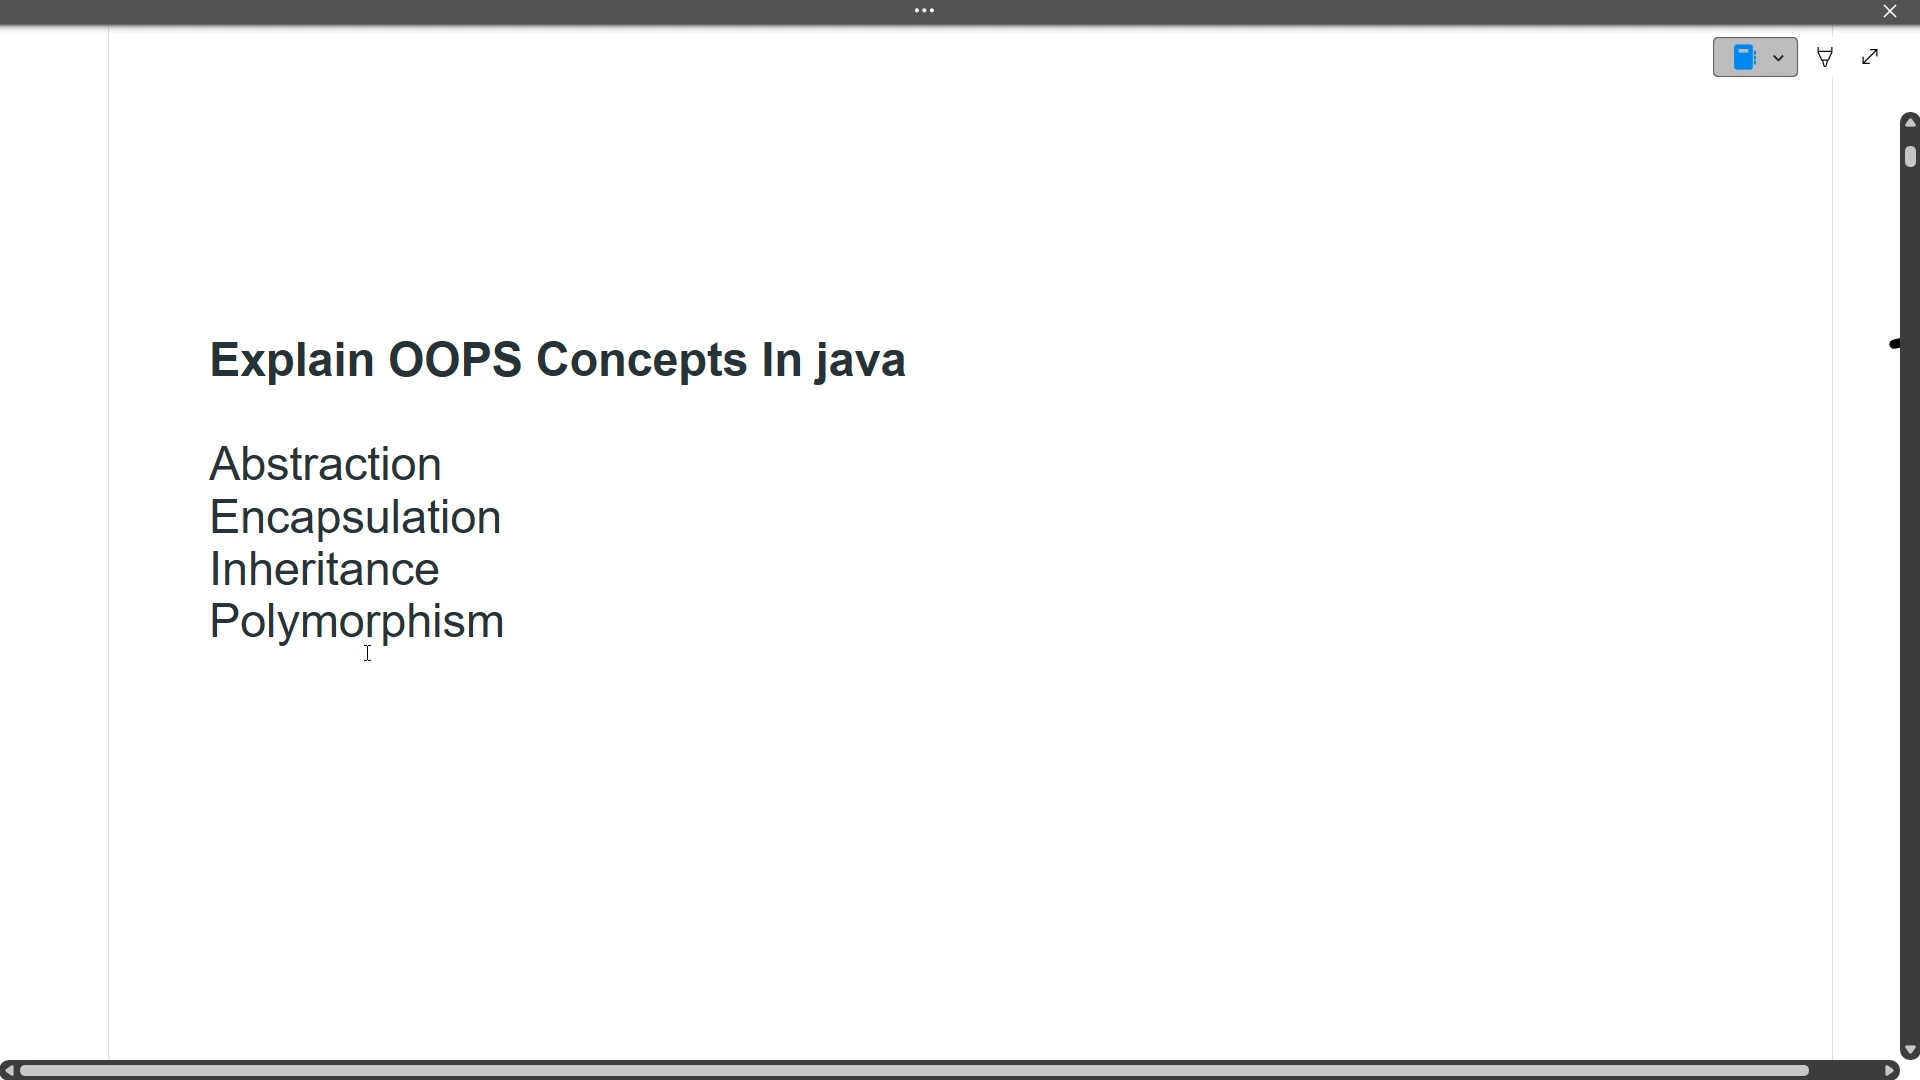 Explain OOPS Concepts In java
Abstraction
Encapsulation
Inheritance
Polymorphism